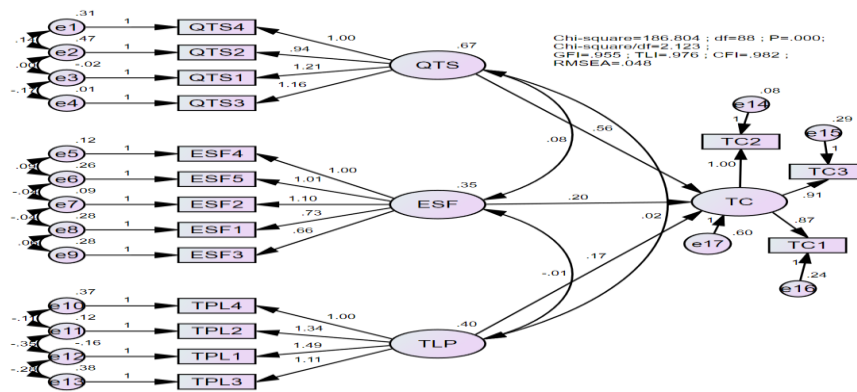 .31
e1 1 QTS4
.14 .47 1.00
e2 1 QTS2 .94
.00 -.02
e3 1 QTS1 1.21
.01
e4 1 QTS3 1.16
.67
QTS
Chi-square=186.804 ; df=88 ; P=.000;
Chi-square/df=2.123 ;
GFI=.955 ; TLI=.976 ; CFI=.982 ;
RMSEA=.048
.12
e5 1 ESF4 1.00
.26
e6 1 ESF5 1.01
.09
e7 1 ESF2 1.10
.28
e8 1 ESF1 .73
.28
e9 1 ESF3 .66
.35
ESF
.08
.56
.20
.02
.17
-.01
.08
e14
1
TC2
1.00
.29
e15
1
TC3
.91
TC
.87
TC1
1
e17
.60
1
e16
.24
.37
e10 1 TPL4 1.00
.12
e11 1 TPL2 1.34
-.16
e12 1 TPL1 1.49
.38
e13 1 TPL3 1.11
.40
TLP